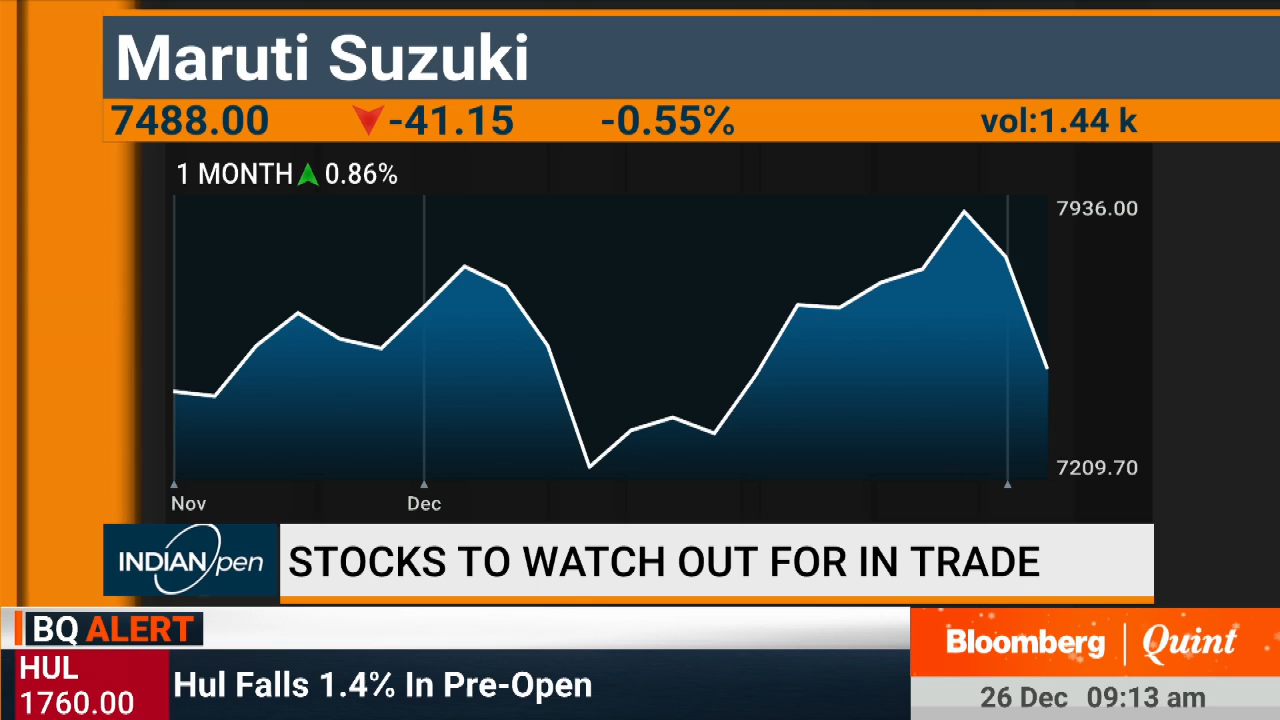 Maruti Suzuki
7488.00 -41.15 -0.55% vol:1.44 k
1 MONTH 0.86%
7936.00
7209.70
Nov Dec
INDIAN Open STOCKS TO WATCH OUT FOR IN TRADE
BQ ALERT
HUL
1760.00
Hul Falls 1.4% In Pre-Open
Bloomberg | Quint
26 Dec 09:13 am